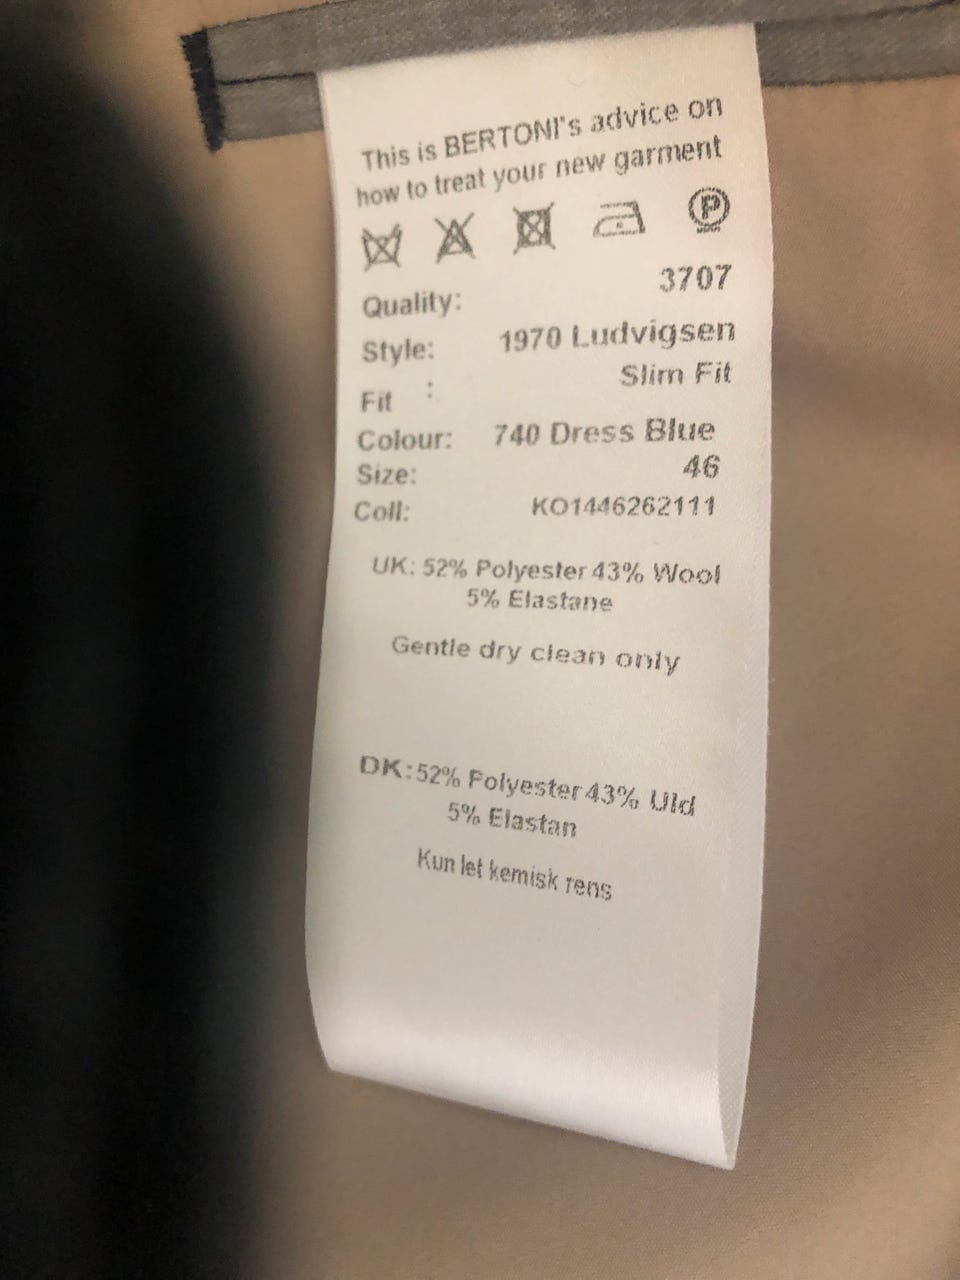 This is BERTONI's advice on
how to treat your new garment
P
Quality: 3707
Style: 1970 Ludvigsen
Fit : Slim Fit
Colour: 740 Dress Blue
Size: 46
Coll: KO1446262111
UK: 52% Polyester 43% Wool
5% Elastane
Gentle dry clean only
DK: 52% Polyester 43% Uld
5% Elastan
Kun let kemisk rens